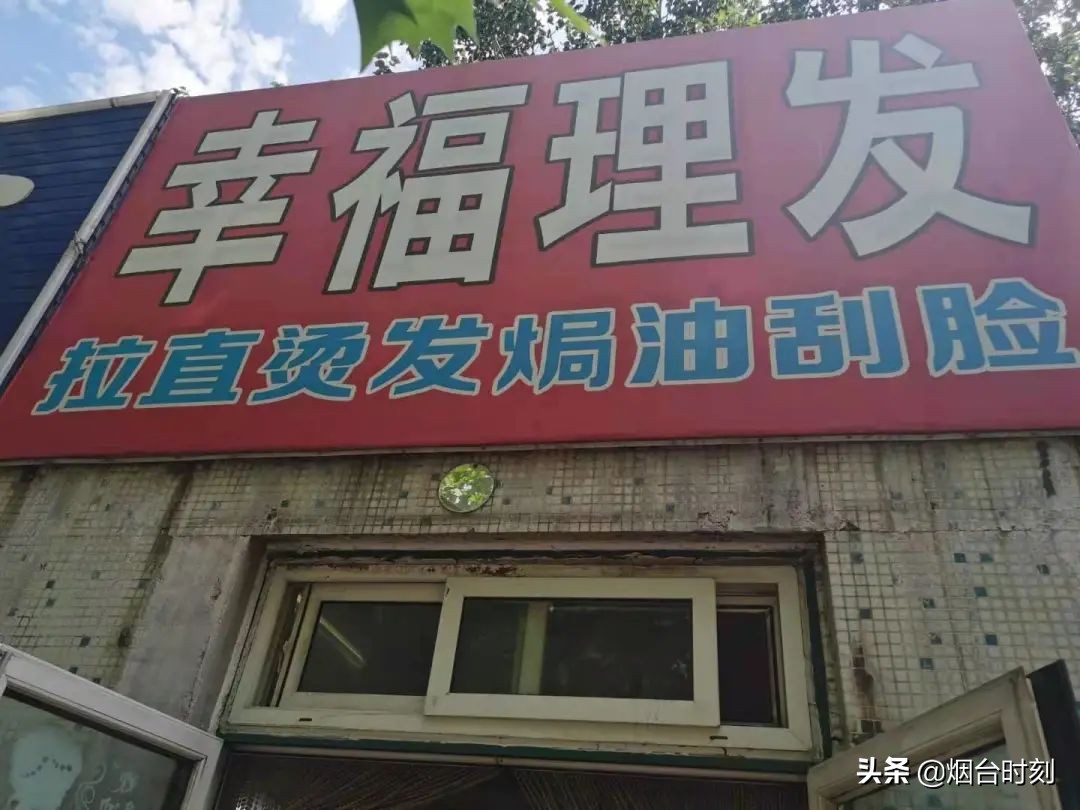 幸福理发
拉直烫发焗油刮脸
头条 @烟台时刻